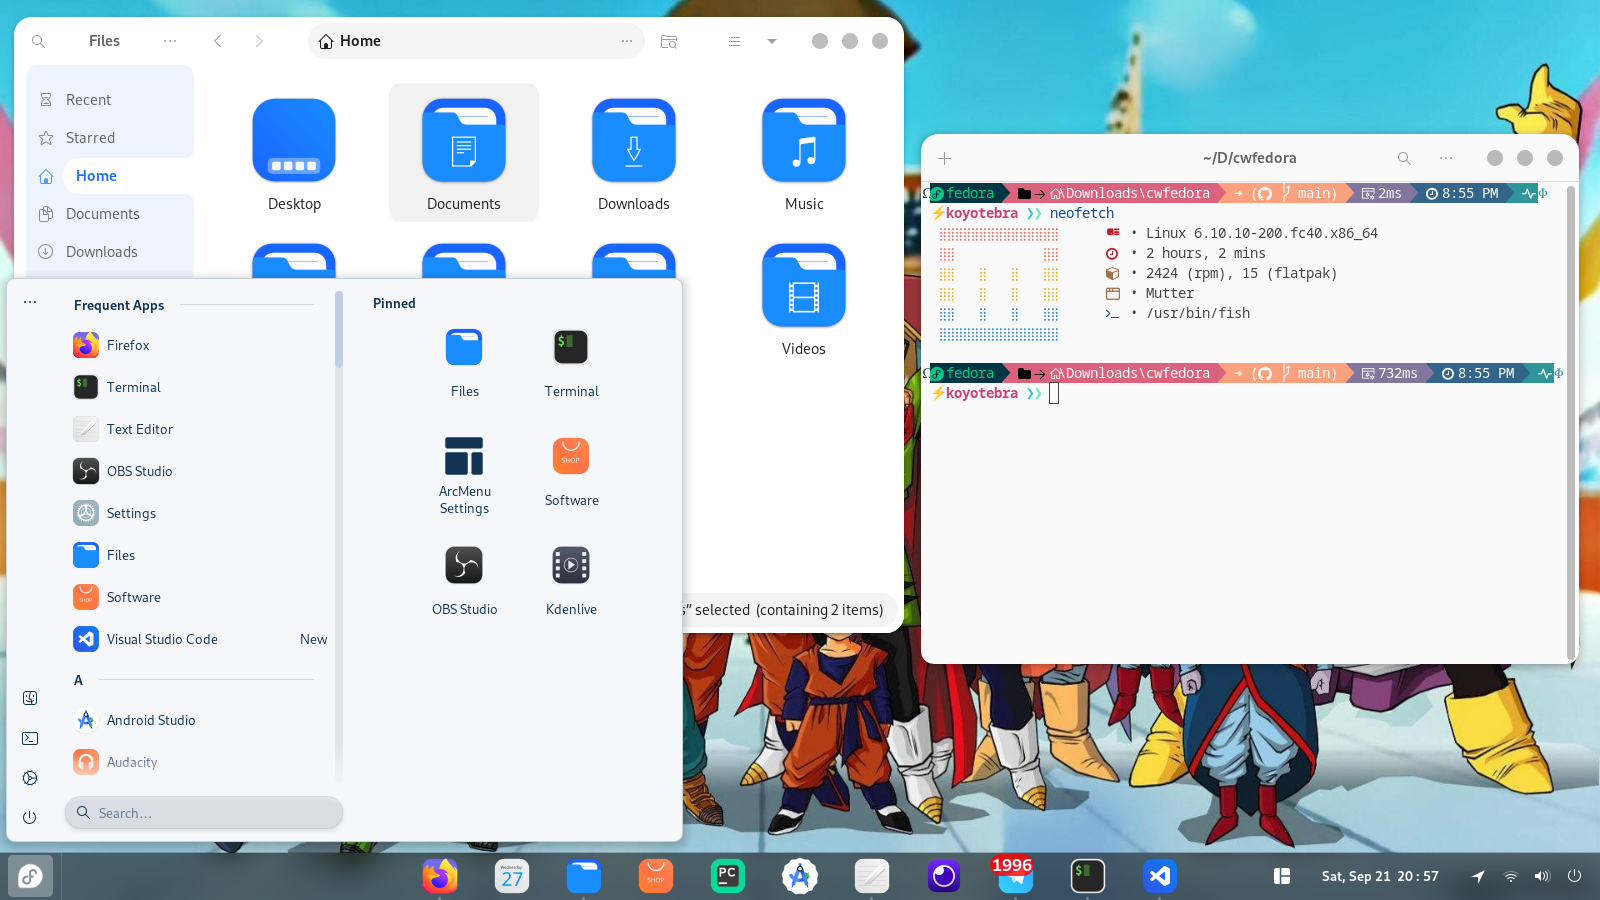 Files
Home
Recent
Starred
Home
Documents
Downloads
Desktop
Documents
Downloads
Music
Videos
s” selected (containing 2 items)
Frequent Apps
Firefox
Terminal
Text Editor
OBS Studio
Settings
Files
Software
Visual Studio Code New
A
Android Studio
Audacity
Search…
Pinned
Files
Terminal
ArcMenu
Settings
Software
OBS Studio
Kdenlive
~/D/cwfedora
fedora → ~\Downloads\cwfedora → ( main) 2ms 8:55 PM
koyotebra ❯❯ neofetch
• Linux 6.10.10-200.fc40.x86_64
• 2 hours, 2 mins
• 2424 (rpm), 15 (flatpak)
• Mutter
• /usr/bin/fish
fedora → \Downloads\cwfedora → ( main) 732ms 8:55 PM
koyotebra ❯❯
Wednesday
27
SHOP
PC
1996
$
Sat, Sep 21 20 : 57